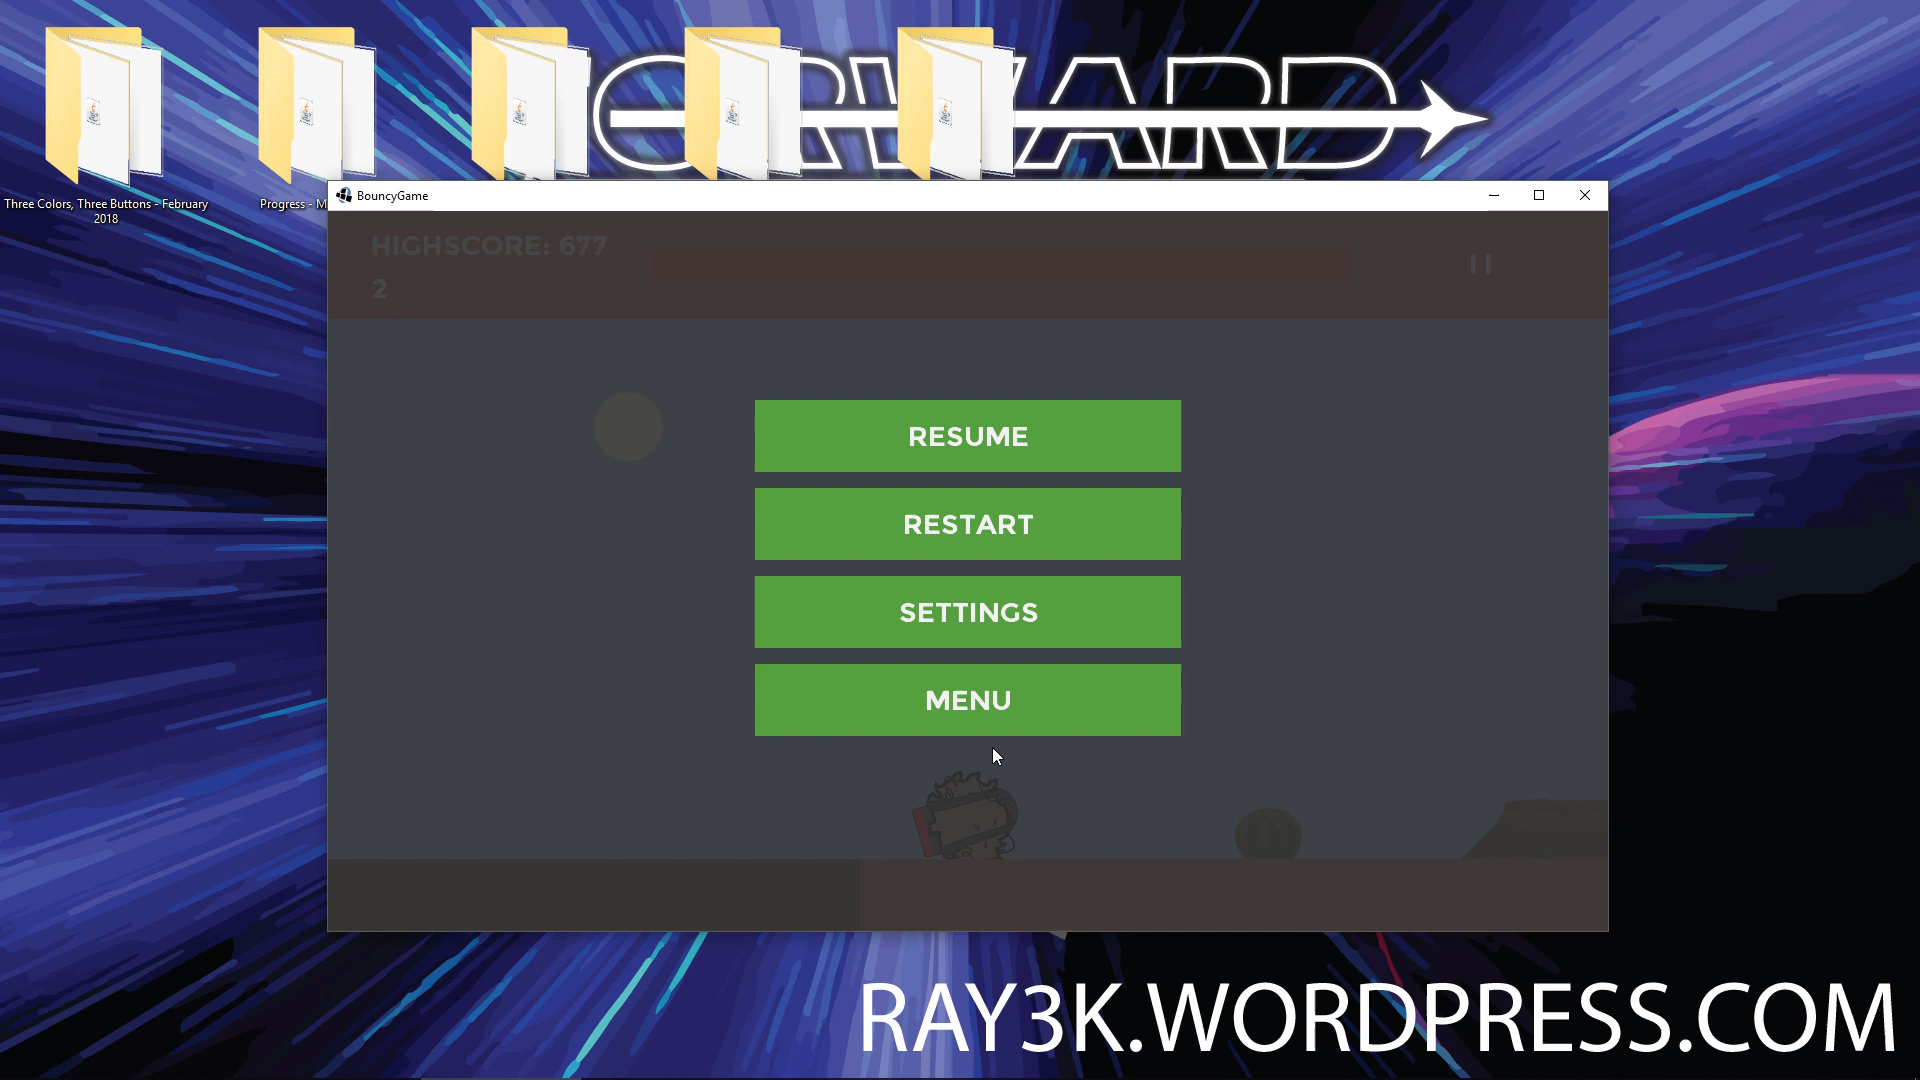 Three Colors, Three Buttons - February
2018
Progress - M
BouncyGame
HIGHSCORE: 677
2
RESUME
RESTART
SETTINGS
MENU
RAY3K.WORDPRESS.COM